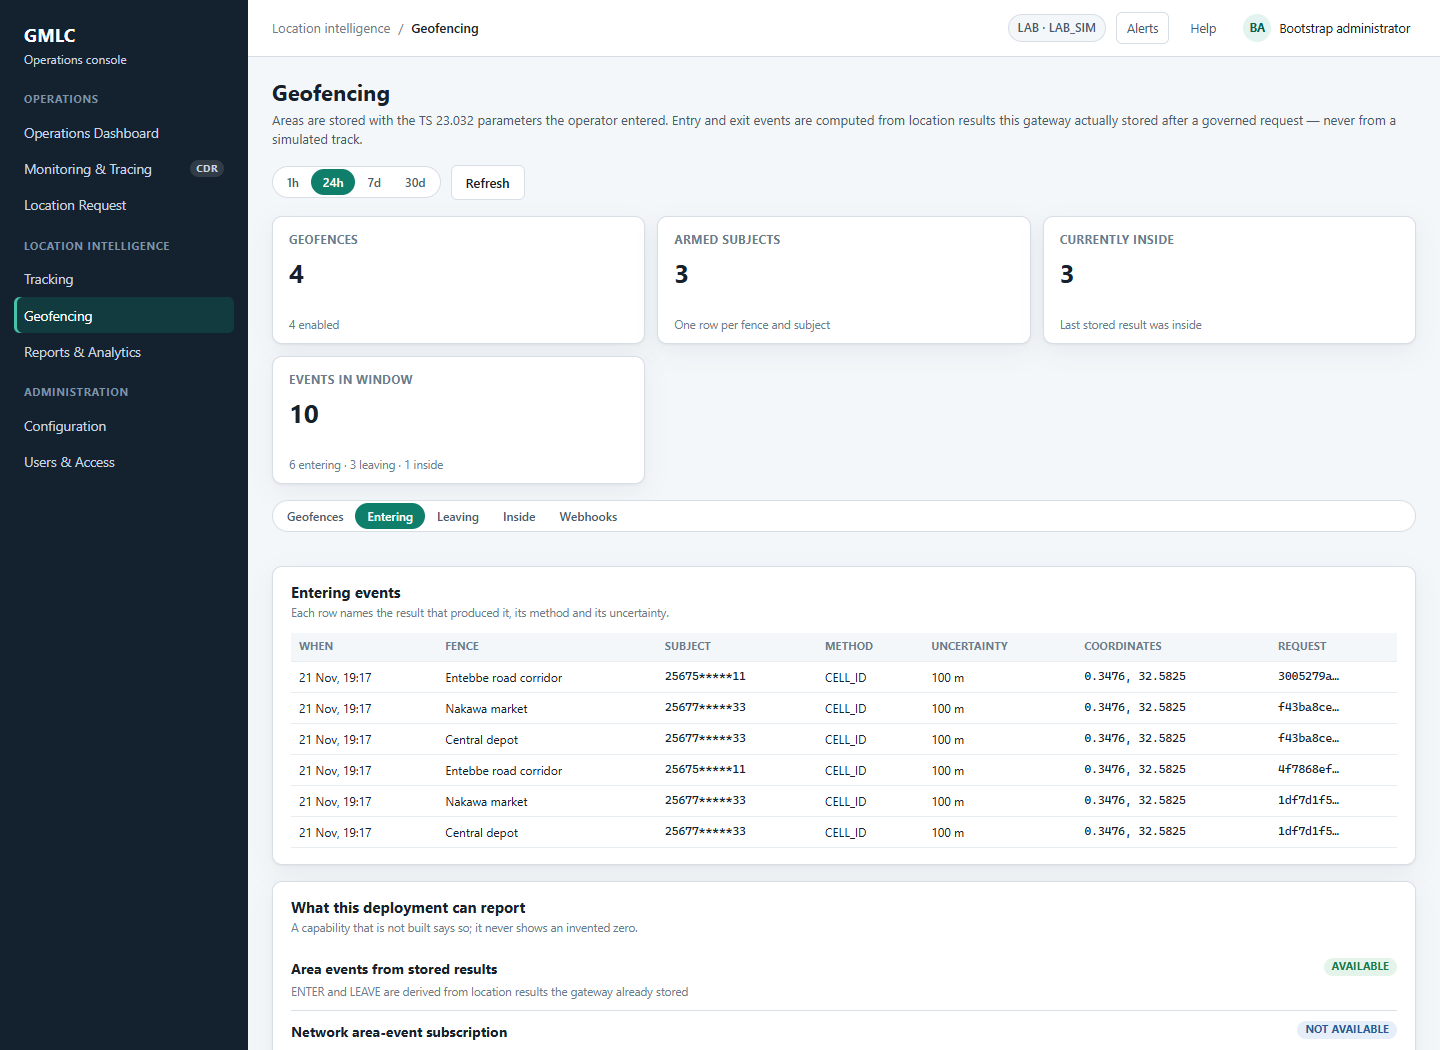 GMLC
Operations console
OPERATIONS
Operations Dashboard
Monitoring & Tracing CDR
Location Request
LOCATION INTELLIGENCE
Tracking
Geofencing
Reports & Analytics
ADMINISTRATION
Configuration
Users & Access
Location intelligence / Geofencing
LAB · LAB_SIM Alerts Help BA Bootstrap administrator
Geofencing
Areas are stored with the TS 23.032 parameters the operator entered. Entry and exit events are computed from location results this gateway actually stored after a governed request — never from a
simulated track.
1h 24h 7d 30d Refresh
GEOFENCES
4
4 enabled
ARMED SUBJECTS
3
One row per fence and subject
CURRENTLY INSIDE
3
Last stored result was inside
EVENTS IN WINDOW
10
6 entering · 3 leaving · 1 inside
Geofences Entering Leaving Inside Webhooks
Entering events
Each row names the result that produced it, its method and its uncertainty.
WHEN FENCE SUBJECT METHOD UNCERTAINTY COORDINATES REQUEST
21 Nov, 19:17 Entebbe road corridor 25675*****11 CELL_ID 100 m 0.3476, 32.5825 3005279a…
21 Nov, 19:17 Nakawa market 25677*****33 CELL_ID 100 m 0.3476, 32.5825 f43ba8ce…
21 Nov, 19:17 Central depot 25677*****33 CELL_ID 100 m 0.3476, 32.5825 f43ba8ce…
21 Nov, 19:17 Entebbe road corridor 25675*****11 CELL_ID 100 m 0.3476, 32.5825 4f7868ef…
21 Nov, 19:17 Nakawa market 25677*****33 CELL_ID 100 m 0.3476, 32.5825 1df7d1f5…
21 Nov, 19:17 Central depot 25677*****33 CELL_ID 100 m 0.3476, 32.5825 1df7d1f5…
What this deployment can report
A capability that is not built says so; it never shows an invented zero.
Area events from stored results AVAILABLE
ENTER and LEAVE are derived from location results the gateway already stored
Network area-event subscription NOT AVAILABLE